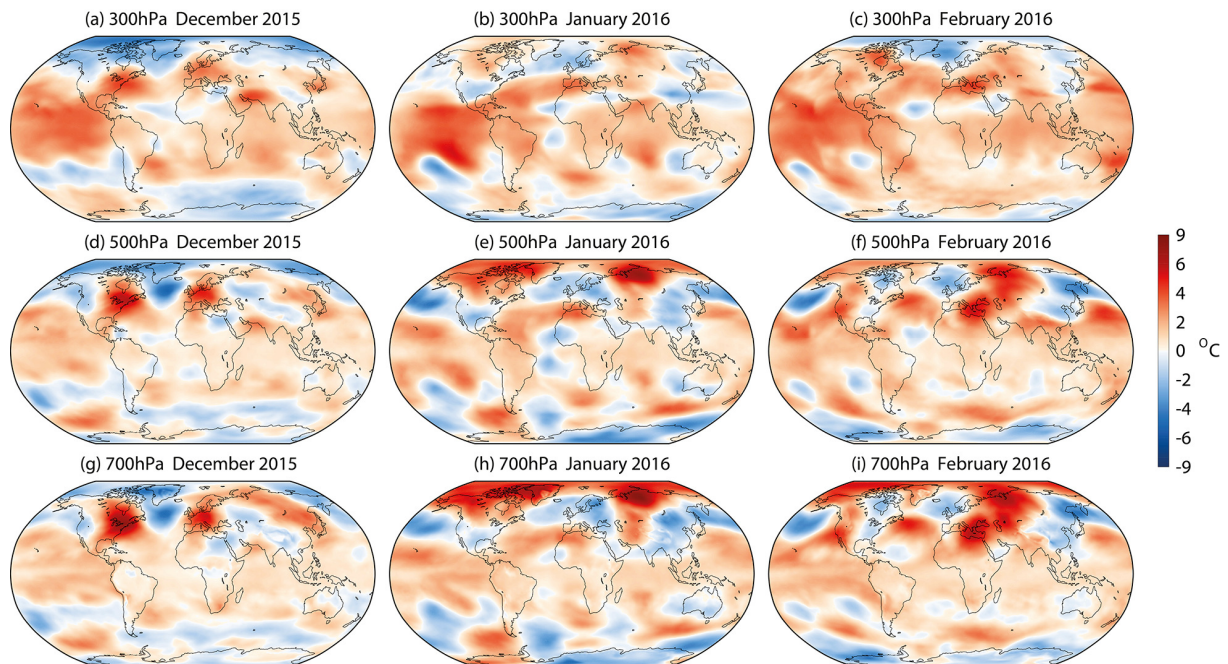 (a) 300hPa December 2015
(b) 300hPa January 2016
(c) 300hPa February 2016
(d) 500hPa December 2015
(e) 500hPa January 2016
(f) 500hPa February 2016
9
6
4
2
0
-2
-4
-6
-9
°C
(g) 700hPa December 2015
(h) 700hPa January 2016
(i) 700hPa February 2016